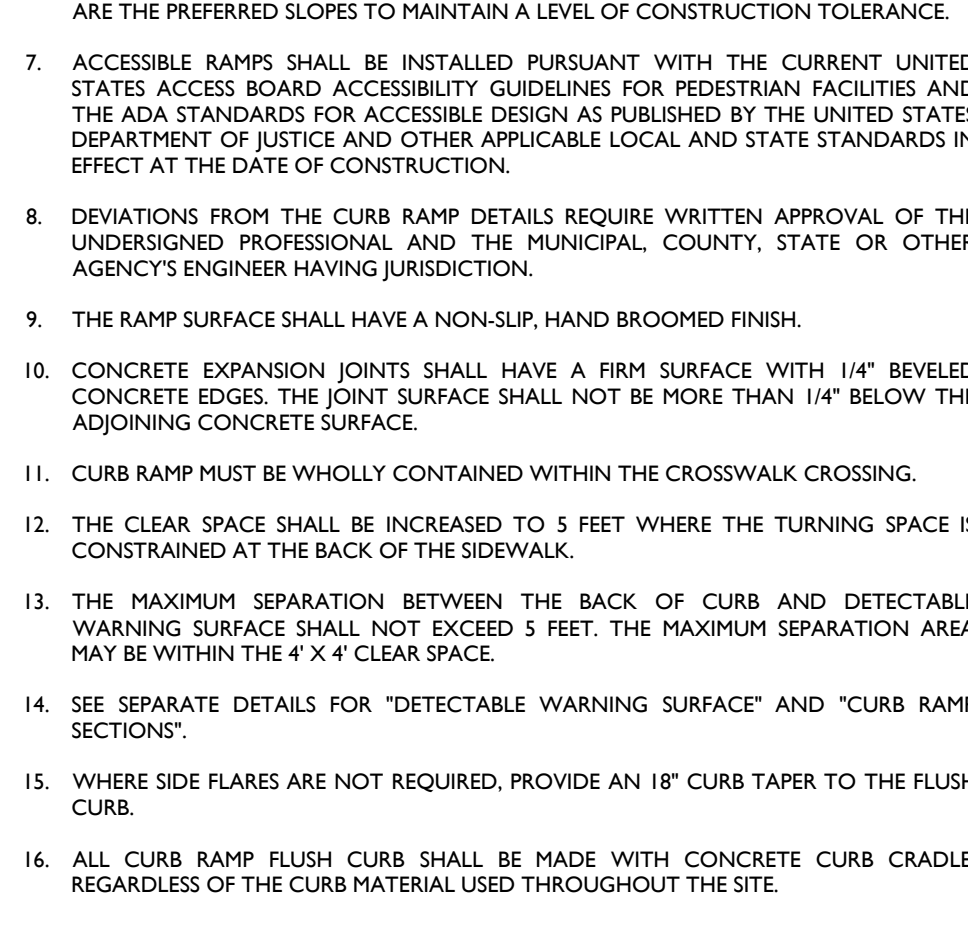 ARE THE PREFERRED SLOPES TO MAINTAIN A LEVEL OF CONSTRUCTION TOLERANCE.
7. ACCESSIBLE RAMPS SHALL BE INSTALLED PURSUANT WITH THE CURRENT UNITED
STATES ACCESS BOARD ACCESSIBILITY GUIDELINES FOR PEDESTRIAN FACILITIES AND
THE ADA STANDARDS FOR ACCESSIBLE DESIGN AS PUBLISHED BY THE UNITED STATES
DEPARTMENT OF JUSTICE AND OTHER APPLICABLE LOCAL AND STATE STANDARDS IN
EFFECT AT THE DATE OF CONSTRUCTION.
8. DEVIATIONS FROM THE CURB RAMP DETAILS REQUIRE WRITTEN APPROVAL OF THE
UNDERSIGNED PROFESSIONAL AND THE MUNICIPAL, COUNTY, STATE OR OTHER
AGENCY'S ENGINEER HAVING JURISDICTION.
9. THE RAMP SURFACE SHALL HAVE A NON-SLIP, HAND BROOMED FINISH.
10. CONCRETE EXPANSION JOINTS SHALL HAVE A FIRM SURFACE WITH 1/4" BEVELED
CONCRETE EDGES. THE JOINT SURFACE SHALL NOT BE MORE THAN 1/4" BELOW THE
ADJOINING CONCRETE SURFACE.
11. CURB RAMP MUST BE WHOLLY CONTAINED WITHIN THE CROSSWALK CROSSING.
12. THE CLEAR SPACE SHALL BE INCREASED TO 5 FEET WHERE THE TURNING SPACE IS
CONSTRAINED AT THE BACK OF THE SIDEWALK.
13. THE MAXIMUM SEPARATION BETWEEN THE BACK OF CURB AND DETECTABLE
WARNING SURFACE SHALL NOT EXCEED 5 FEET. THE MAXIMUM SEPARATION AREA
MAY BE WITHIN THE 4' X 4' CLEAR SPACE.
14. SEE SEPARATE DETAILS FOR "DETECTABLE WARNING SURFACE" AND "CURB RAMP
SECTIONS".
15. WHERE SIDE FLARES ARE NOT REQUIRED, PROVIDE AN 18" CURB TAPER TO THE FLUSH
CURB.
16. ALL CURB RAMP FLUSH CURB SHALL BE MADE WITH CONCRETE CURB CRADLE
REGARDLESS OF THE CURB MATERIAL USED THROUGHOUT THE SITE.